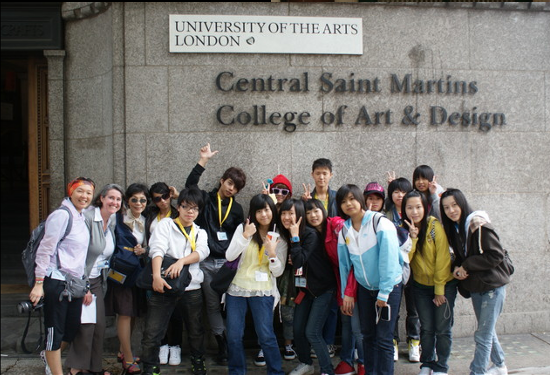 UNIVERSITY OF THE ARTS
LONDON
Central Saint Martins
College of Art & Design